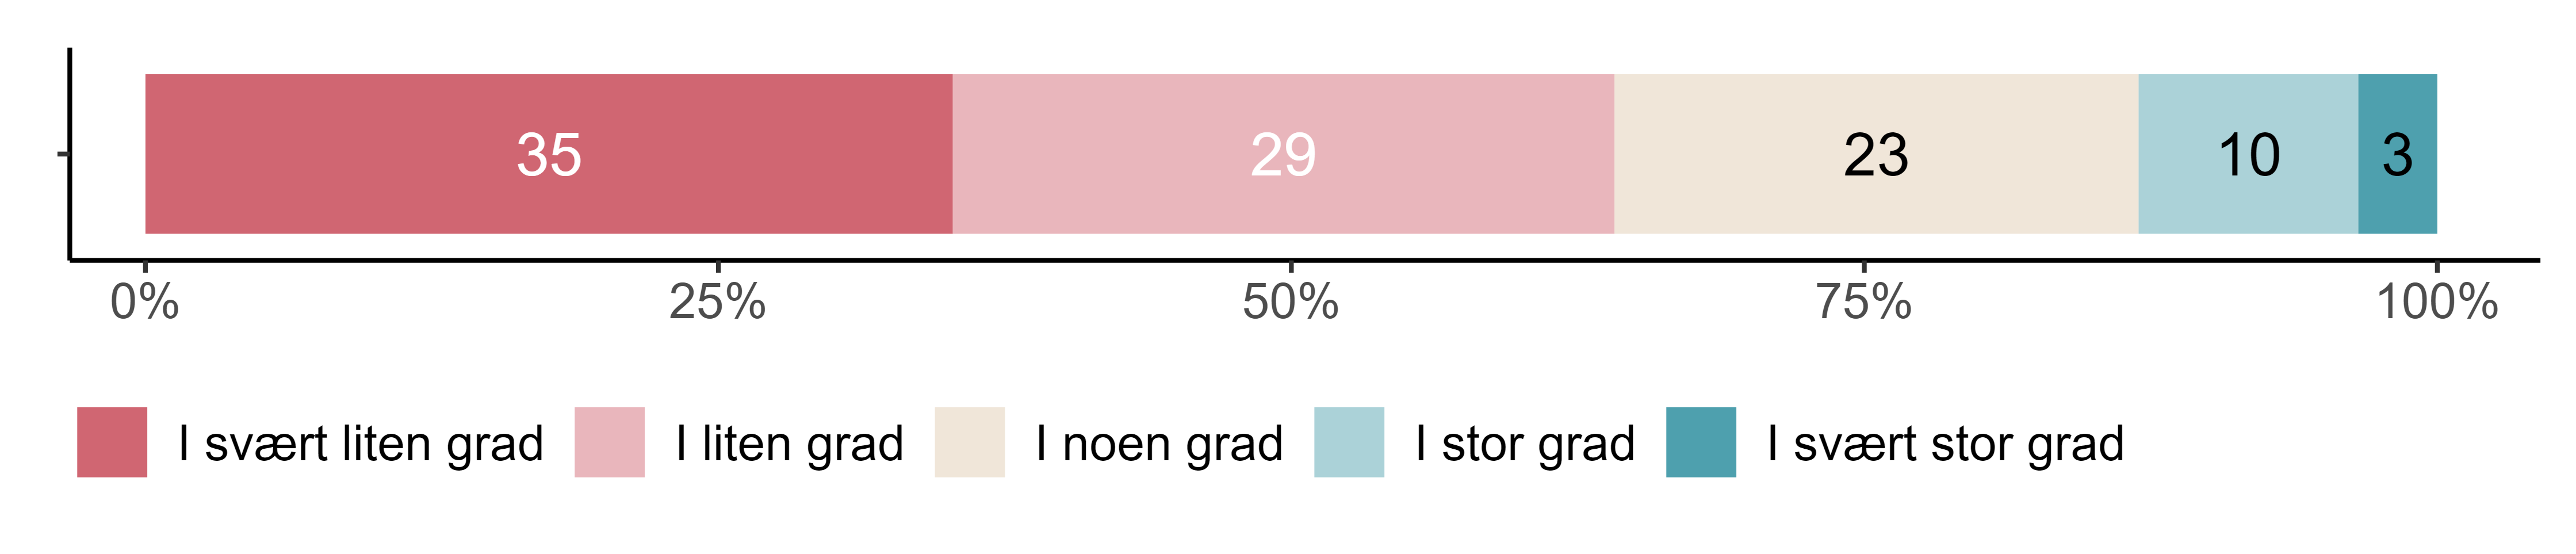 35 29 23 10 3
0% 25% 50% 75% 100%
I svært liten grad I liten grad I noen grad I stor grad I svært stor grad